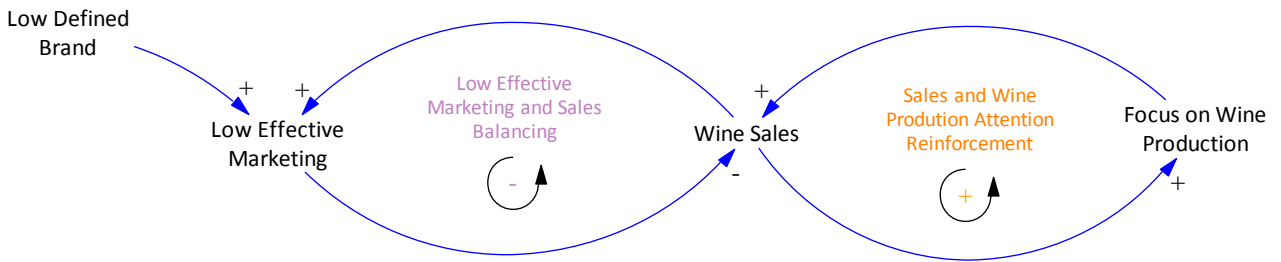 Low Defined
Brand
+
+
Low Effective
Marketing
Low Effective
Marketing and Sales
Balancing
-
+
Wine Sales
-
Sales and Wine
Prodution Attention
Reinforcement
+
Focus on Wine
Production
+